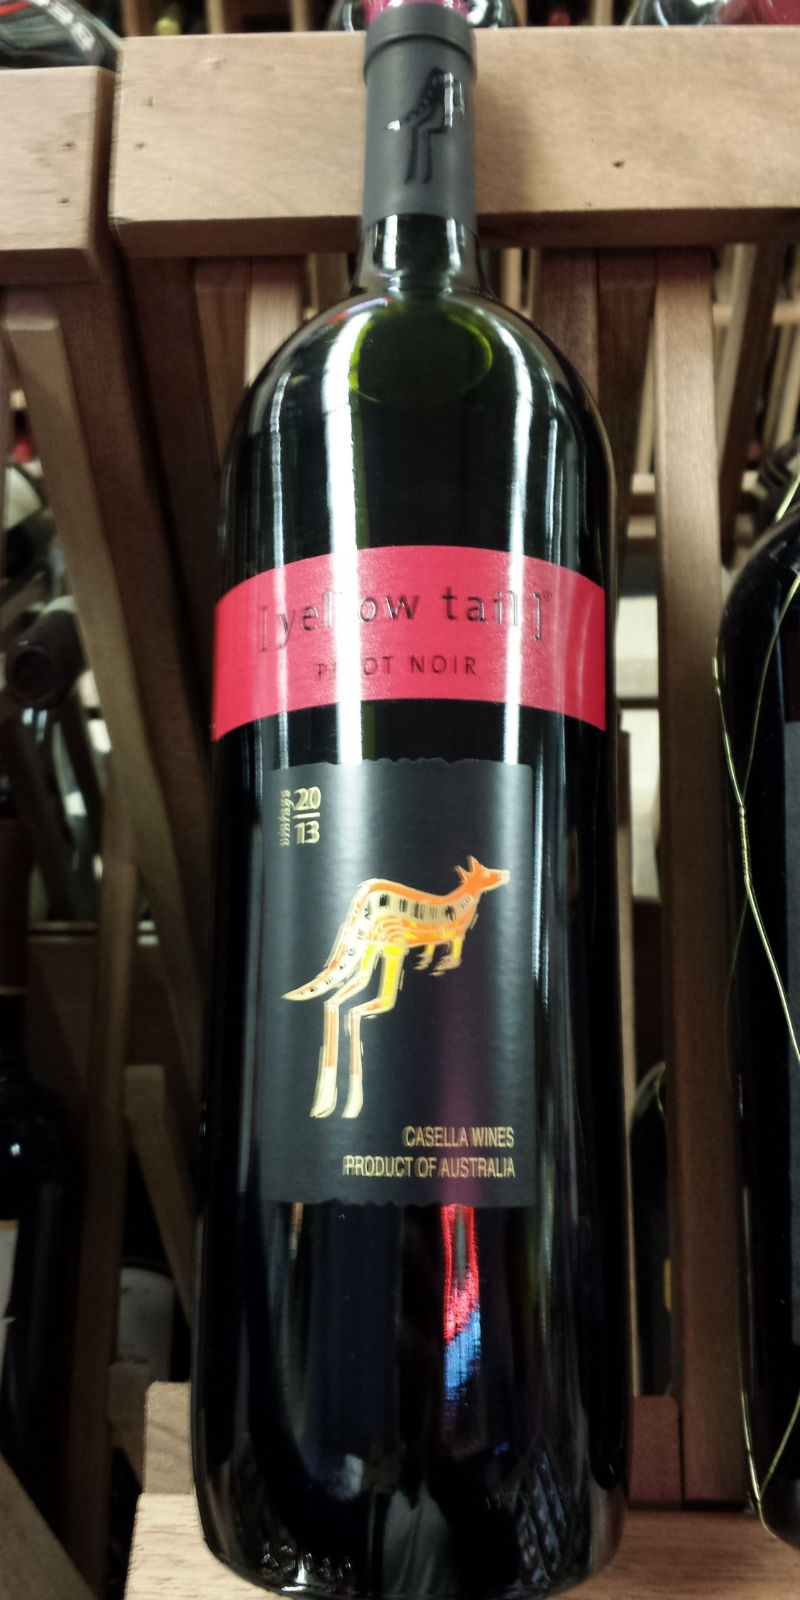 [yellow tail]®
PINOT NOIR
vintage
20
13
CASELLA WINES
PRODUCT OF AUSTRALIA